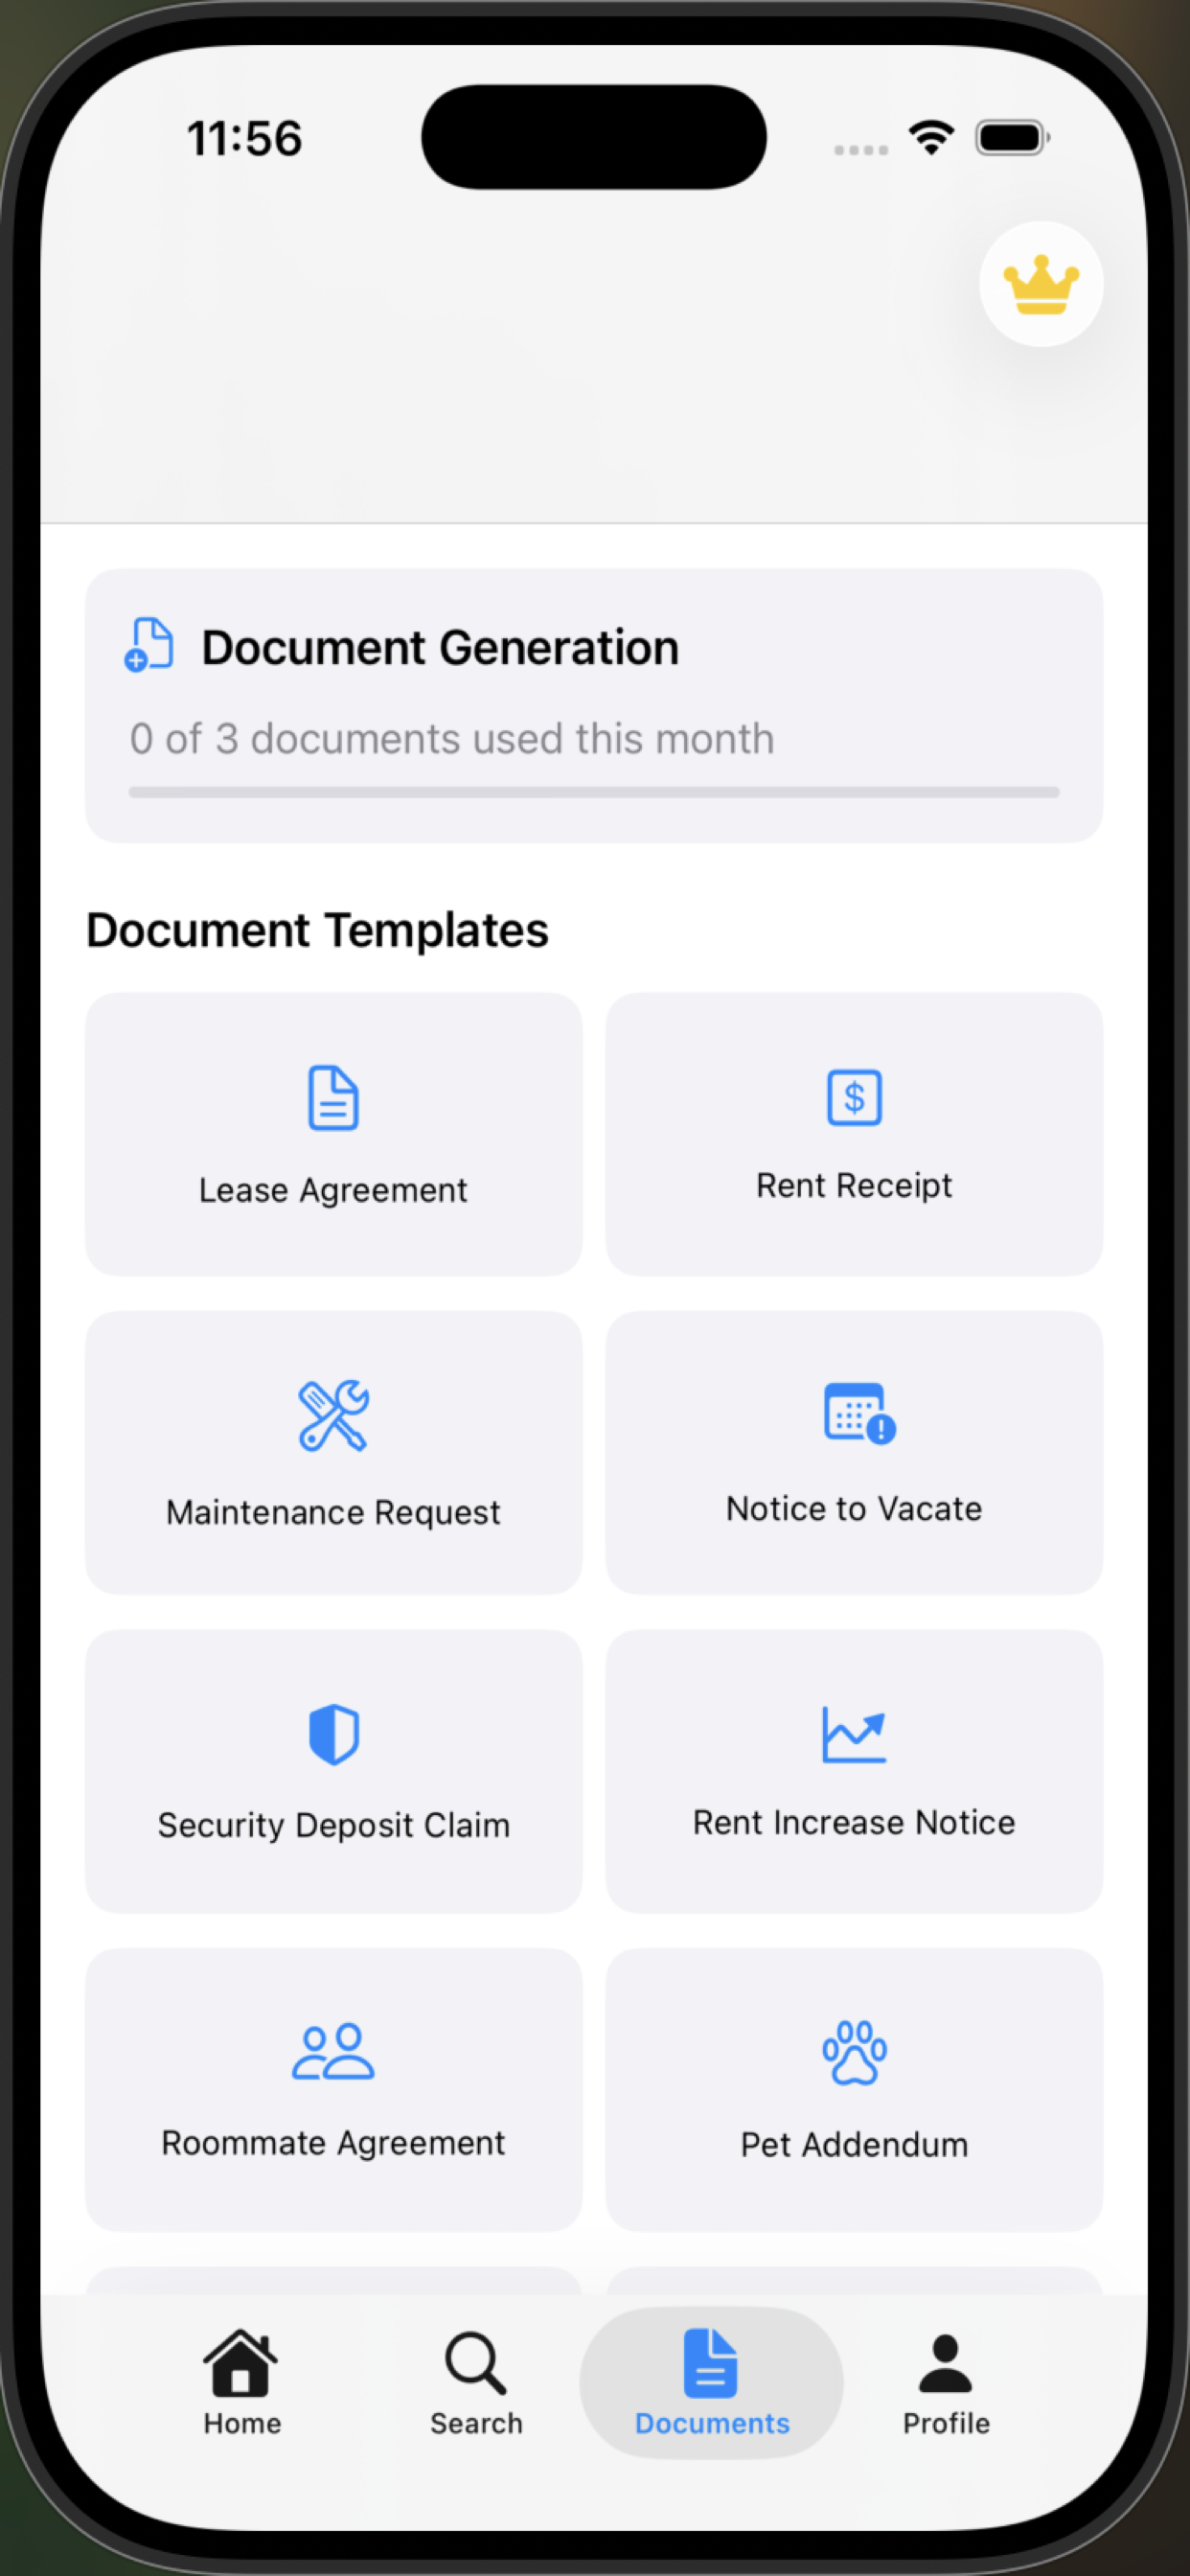 11:56
Document Generation
0 of 3 documents used this month
Document Templates
Lease Agreement
$
Rent Receipt
Maintenance Request
Notice to Vacate
Security Deposit Claim
Rent Increase Notice
Roommate Agreement
Pet Addendum
Home
Search
Documents
Profile